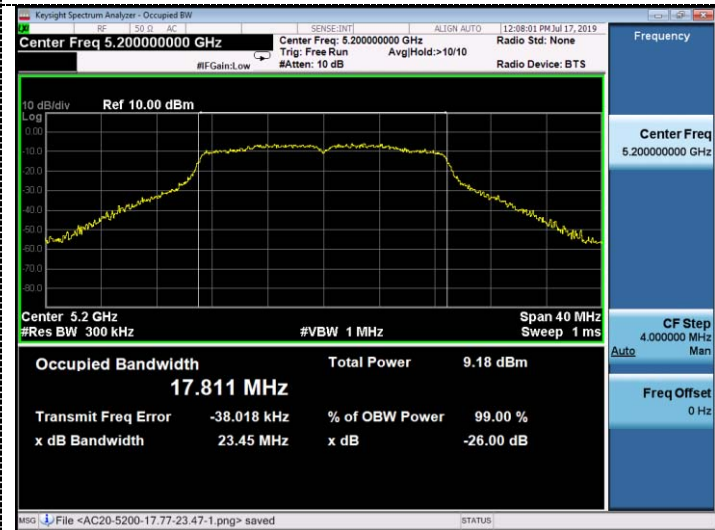 Keysight Spectrum Analyzer - Occupied BW
RF 50 Ω AC SENSE:INT ALIGN AUTO 12:08:01 PM Jul 17, 2019
Center Freq 5.200000000 GHz
Center Freq: 5.200000000 GHz Radio Std: None
Trig: Free Run Avg|Hold:>10/10
#IFGain:Low #Atten: 10 dB Radio Device: BTS
Frequency
10 dB/div Ref 10.00 dBm
Log
0.00
-10.0
-20.0
-30.0
-40.0
-50.0
-60.0
-70.0
-80.0
Center 5.2 GHz Span 40 MHz
#Res BW 300 kHz #VBW 1 MHz Sweep 1 ms
Center Freq
5.200000000 GHz
CF Step
4.000000 MHz
Auto Man
Freq Offset
0 Hz
Occupied Bandwidth Total Power 9.18 dBm
17.811 MHz
Transmit Freq Error -38.018 kHz % of OBW Power 99.00 %
x dB Bandwidth 23.45 MHz x dB -26.00 dB
MSG File <AC20-5200-17.77-23.47-1.png> saved STATUS